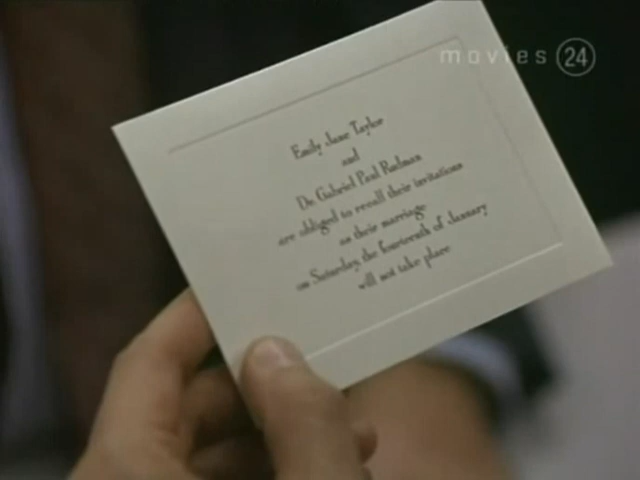 movies 24
Emily Jane Taylor
and
Dr. Gabriel Paul Rudman
are obliged to recall their invitations
as their marriage
on Saturday, the fourteenth of January
will not take place